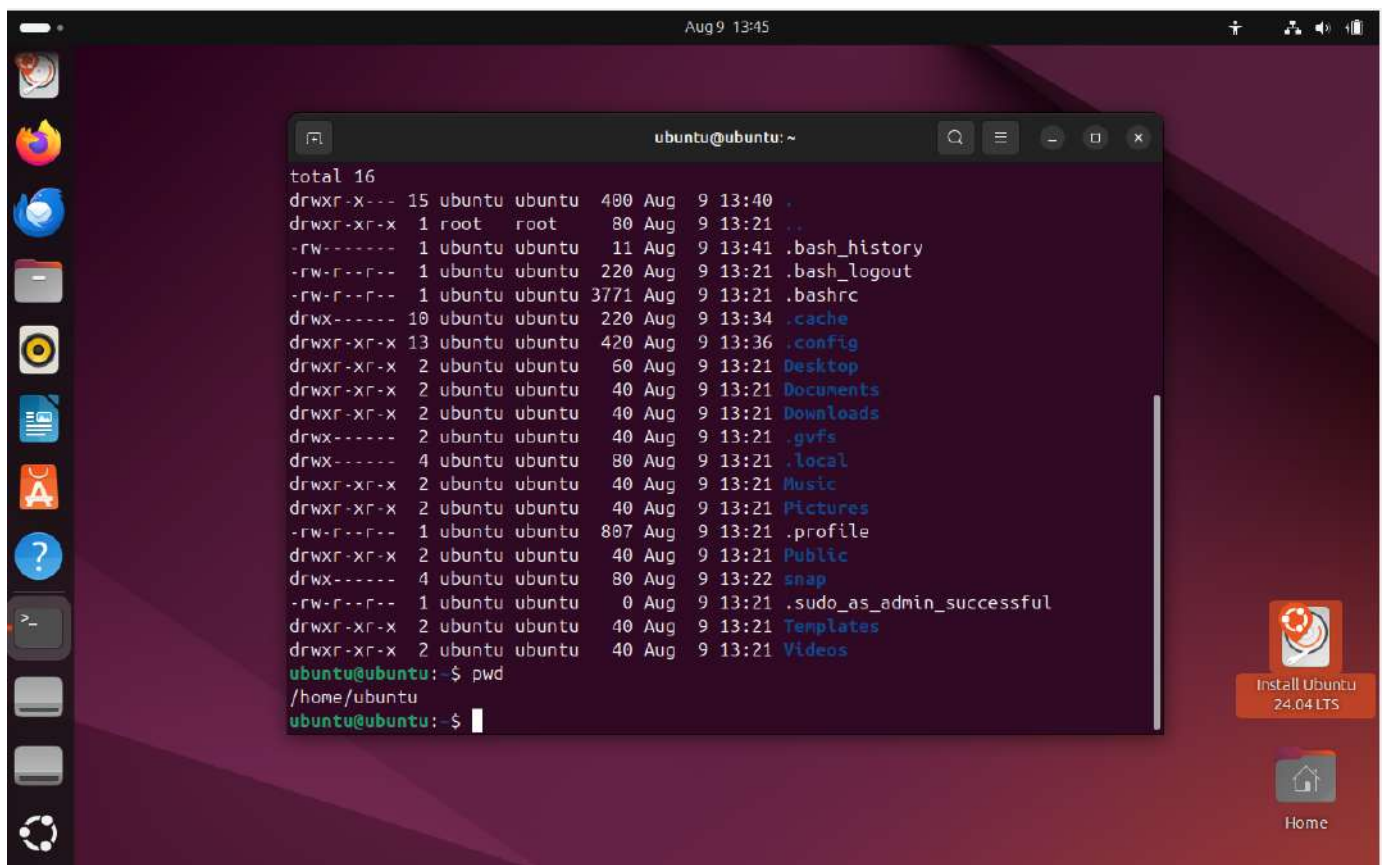 Aug 9 13:45
ubuntu@ubuntu: ~
total 16
drwxr-x--- 15 ubuntu ubuntu  400 Aug  9 13:40 .
drwxr-xr-x  1 root   root     80 Aug  9 13:21 ..
-rw-------  1 ubuntu ubuntu   11 Aug  9 13:41 .bash_history
-rw-r--r--  1 ubuntu ubuntu  220 Aug  9 13:21 .bash_logout
-rw-r--r--  1 ubuntu ubuntu 3771 Aug  9 13:21 .bashrc
drwx------ 10 ubuntu ubuntu  220 Aug  9 13:34 .cache
drwxr-xr-x 13 ubuntu ubuntu  420 Aug  9 13:36 .config
drwxr-xr-x  2 ubuntu ubuntu   60 Aug  9 13:21 Desktop
drwxr-xr-x  2 ubuntu ubuntu   40 Aug  9 13:21 Documents
drwxr-xr-x  2 ubuntu ubuntu   40 Aug  9 13:21 Downloads
drwx------  2 ubuntu ubuntu   40 Aug  9 13:21 .gvfs
drwx------  4 ubuntu ubuntu   80 Aug  9 13:21 .local
drwxr-xr-x  2 ubuntu ubuntu   40 Aug  9 13:21 Music
drwxr-xr-x  2 ubuntu ubuntu   40 Aug  9 13:21 Pictures
-rw-r--r--  1 ubuntu ubuntu  807 Aug  9 13:21 .profile
drwxr-xr-x  2 ubuntu ubuntu   40 Aug  9 13:21 Public
drwx------  4 ubuntu ubuntu   80 Aug  9 13:22 snap
-rw-r--r--  1 ubuntu ubuntu    0 Aug  9 13:21 .sudo_as_admin_successful
drwxr-xr-x  2 ubuntu ubuntu   40 Aug  9 13:21 Templates
drwxr-xr-x  2 ubuntu ubuntu   40 Aug  9 13:21 Videos
ubuntu@ubuntu:~$ pwd
/home/ubuntu
ubuntu@ubuntu:~$
Install Ubuntu
24.04 LTS
Home